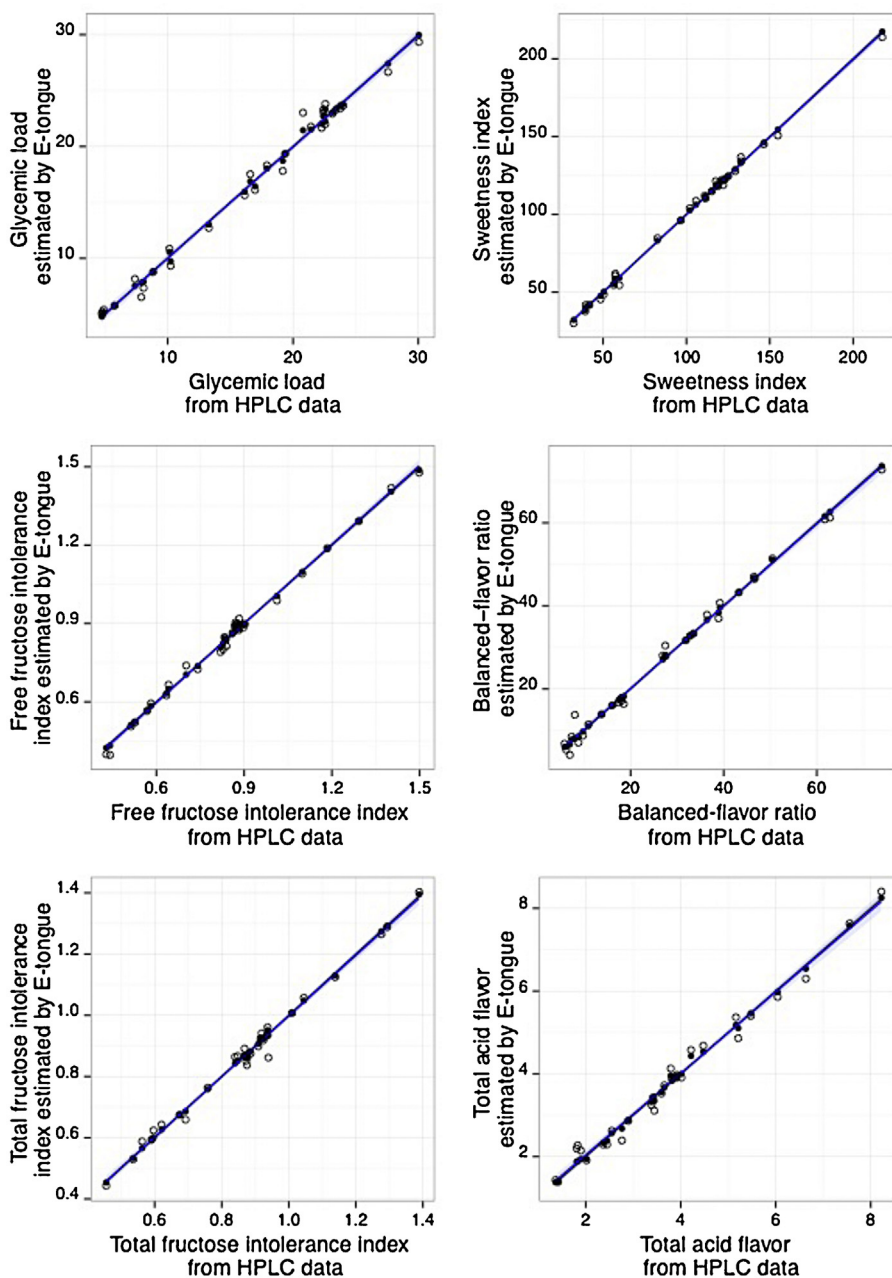 30
20
10
Glycemic load
estimated by E-tongue
10
20
30
Glycemic load
from HPLC data
200
150
100
50
Sweetness index
estimated by E-tongue
50
100
150
200
Sweetness index
from HPLC data
1.5
1.2
0.9
0.6
Free fructose intolerance
index estimated by E-tongue
0.6
0.9
1.2
1.5
Free fructose intolerance index
from HPLC data
60
40
20
Balanced–flavor ratio
estimated by E-tongue
20
40
60
Balanced-flavor ratio
from HPLC data
1.4
1.2
1.0
0.8
0.6
0.4
Total fructose intolerance
index estimated by E-tongue
0.6
0.8
1.0
1.2
1.4
Total fructose intolerance index
from HPLC data
8
6
4
2
Total acid flavor
estimated by E-tongue
2
4
6
8
Total acid flavor
from HPLC data